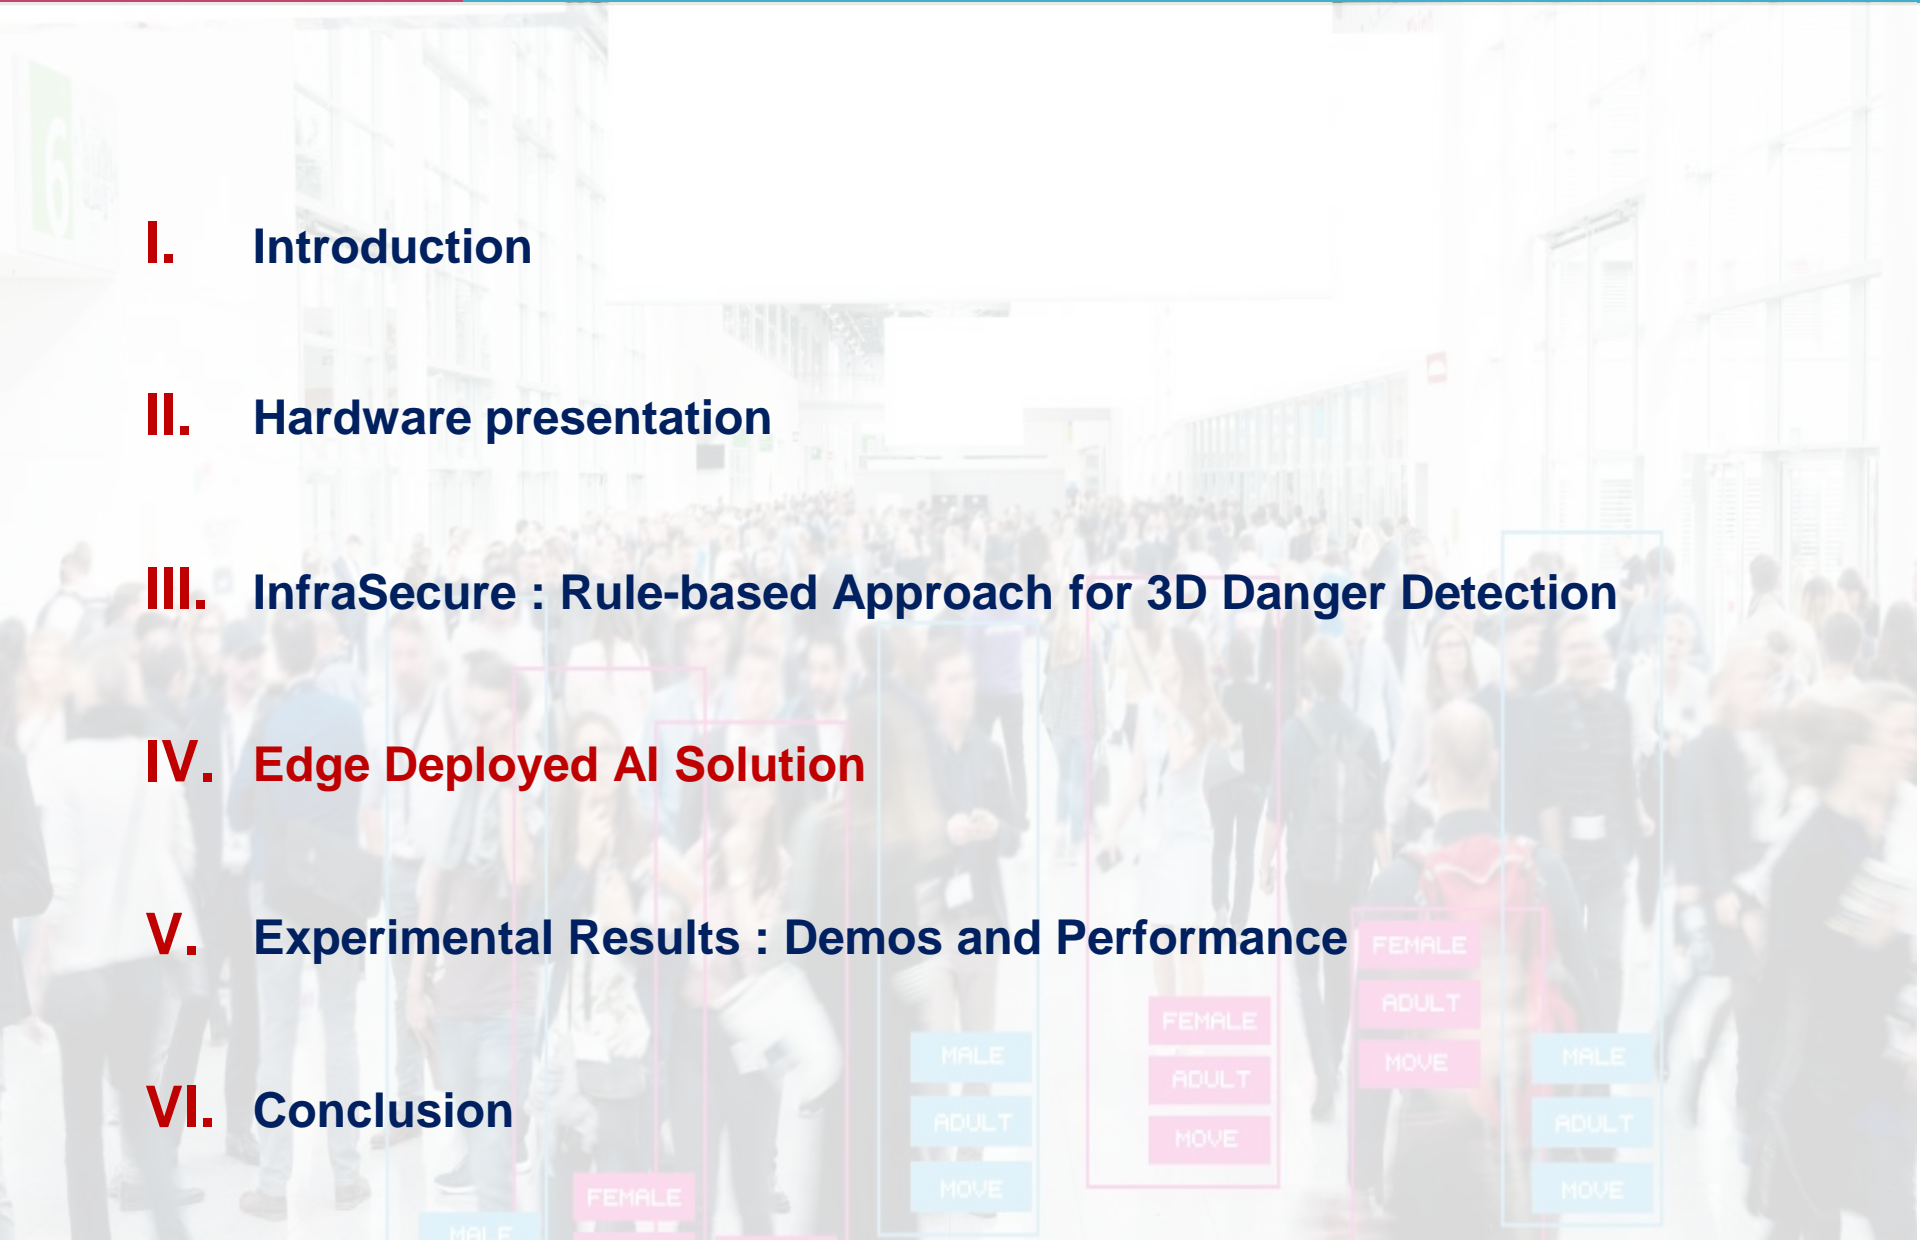 I. Introduction
II. Hardware presentation
III. InfraSecure : Rule-based Approach for 3D Danger Detection
IV. Edge Deployed AI Solution
V. Experimental Results : Demos and Performance
VI. Conclusion
6
FEMALE
ADULT
MOVE
FEMALE
ADULT
MOVE
MALE
ADULT
MOVE
MALE
ADULT
MOVE
FEMALE
MALE